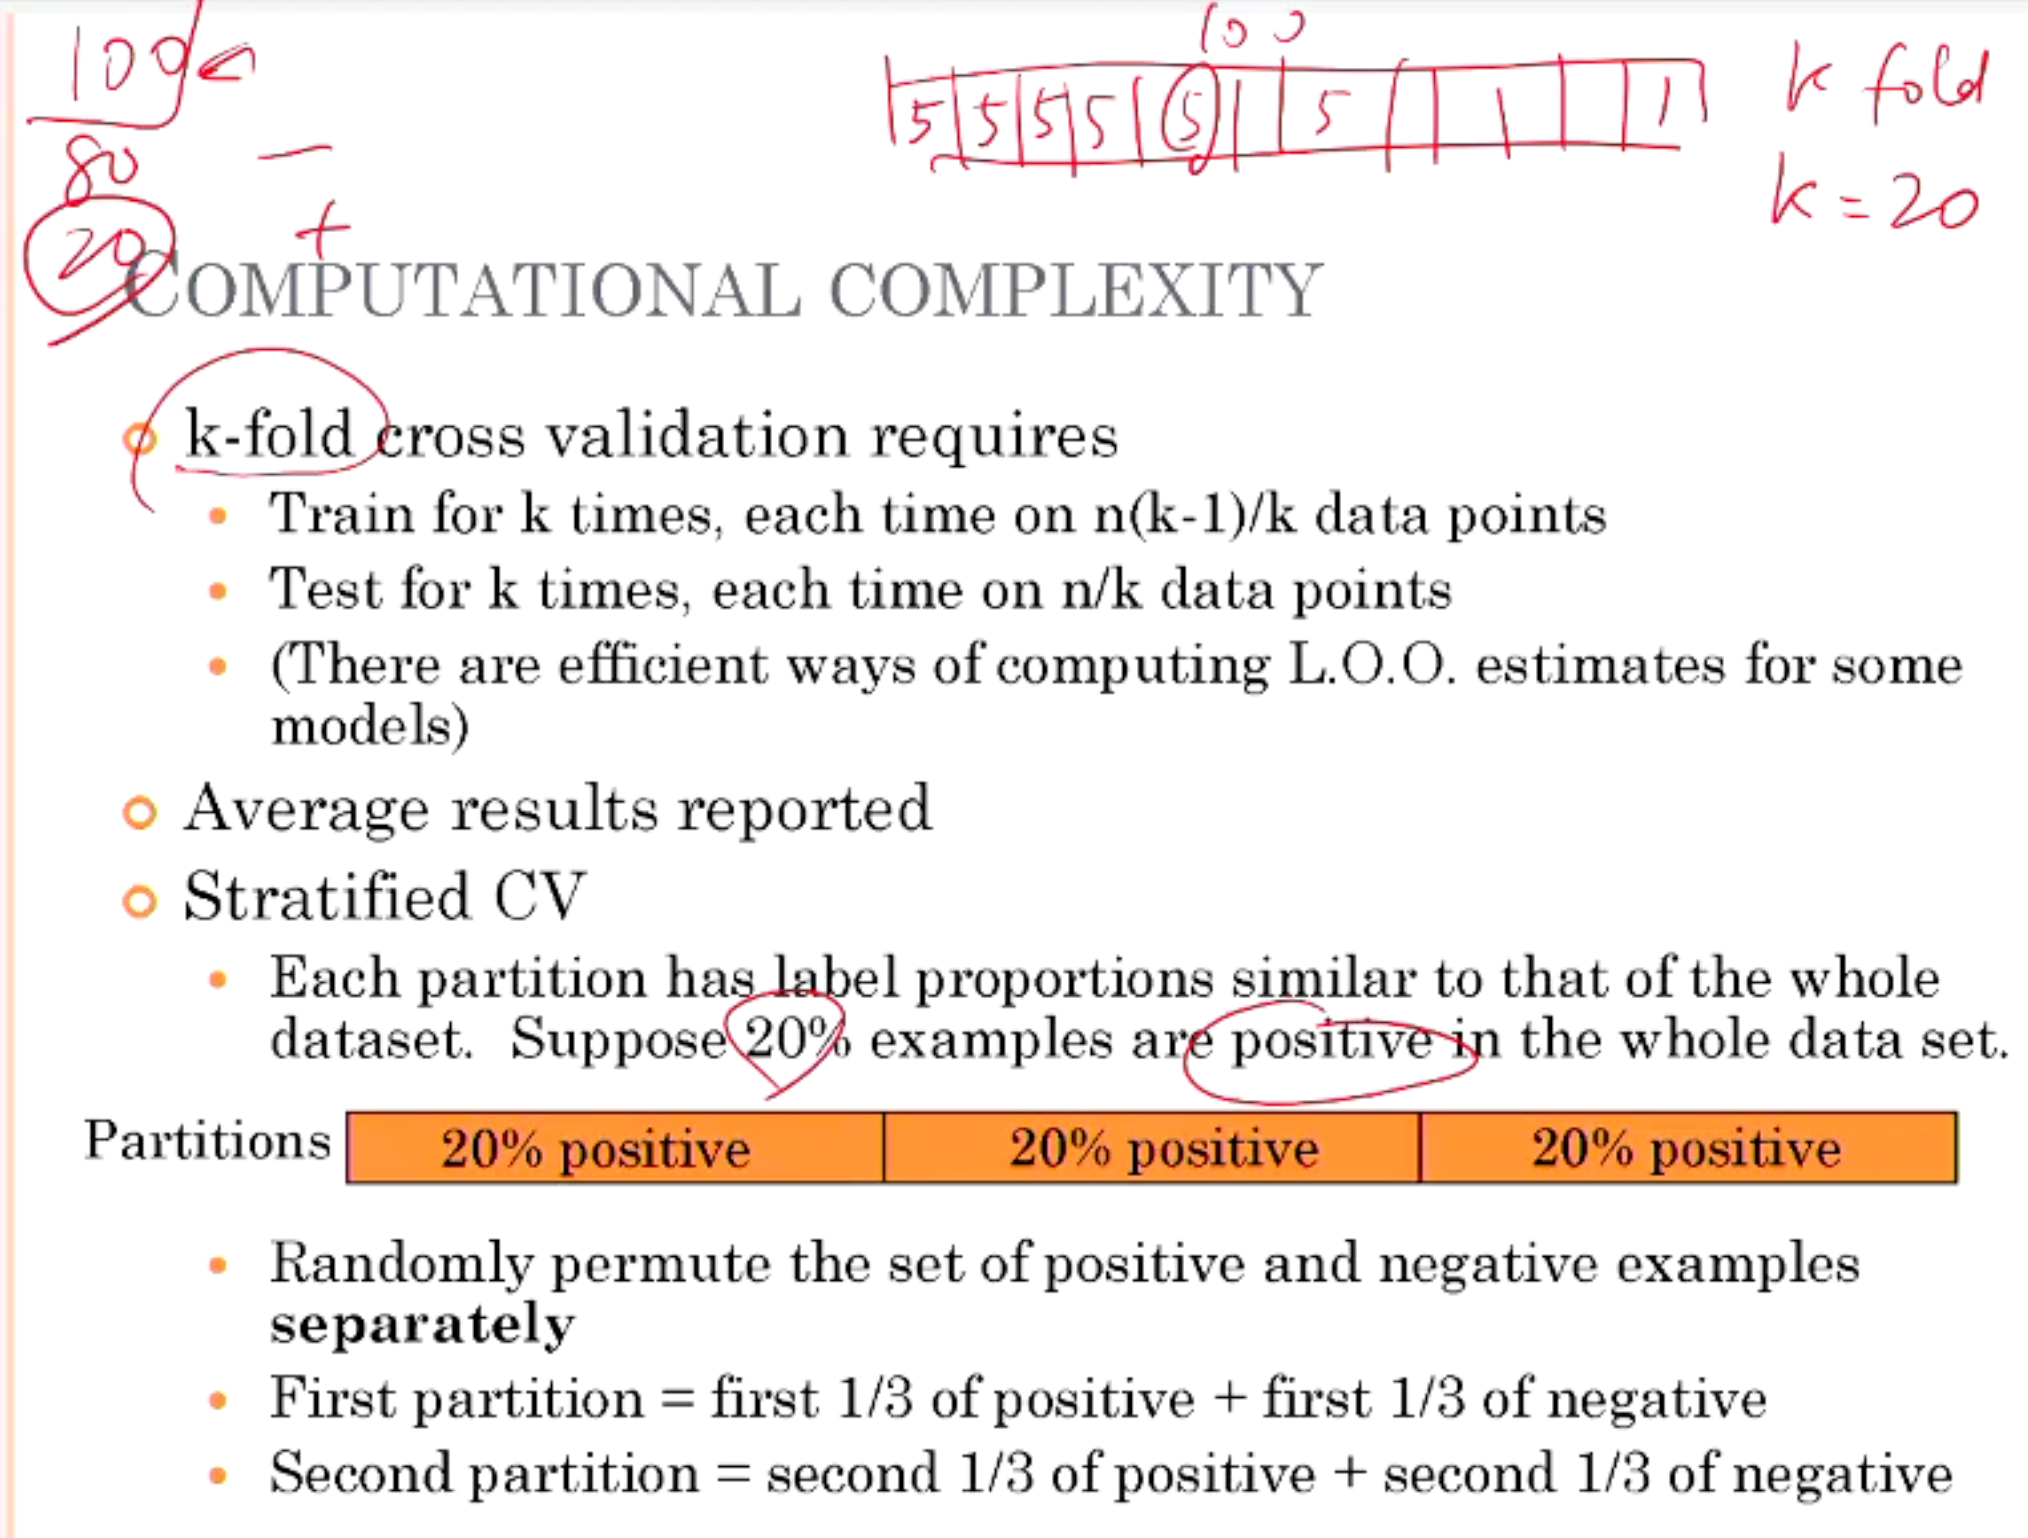 100
80 −
20 +
100
5 5 5 5 5 5
k fold
k = 20
COMPUTATIONAL COMPLEXITY
k-fold cross validation requires
Train for k times, each time on n(k-1)/k data points
Test for k times, each time on n/k data points
(There are efficient ways of computing L.O.O. estimates for some
models)
Average results reported
Stratified CV
Each partition has label proportions similar to that of the whole
dataset. Suppose 20% examples are positive in the whole data set.
Partitions 20% positive 20% positive 20% positive
Randomly permute the set of positive and negative examples
separately
First partition = first 1/3 of positive + first 1/3 of negative
Second partition = second 1/3 of positive + second 1/3 of negative